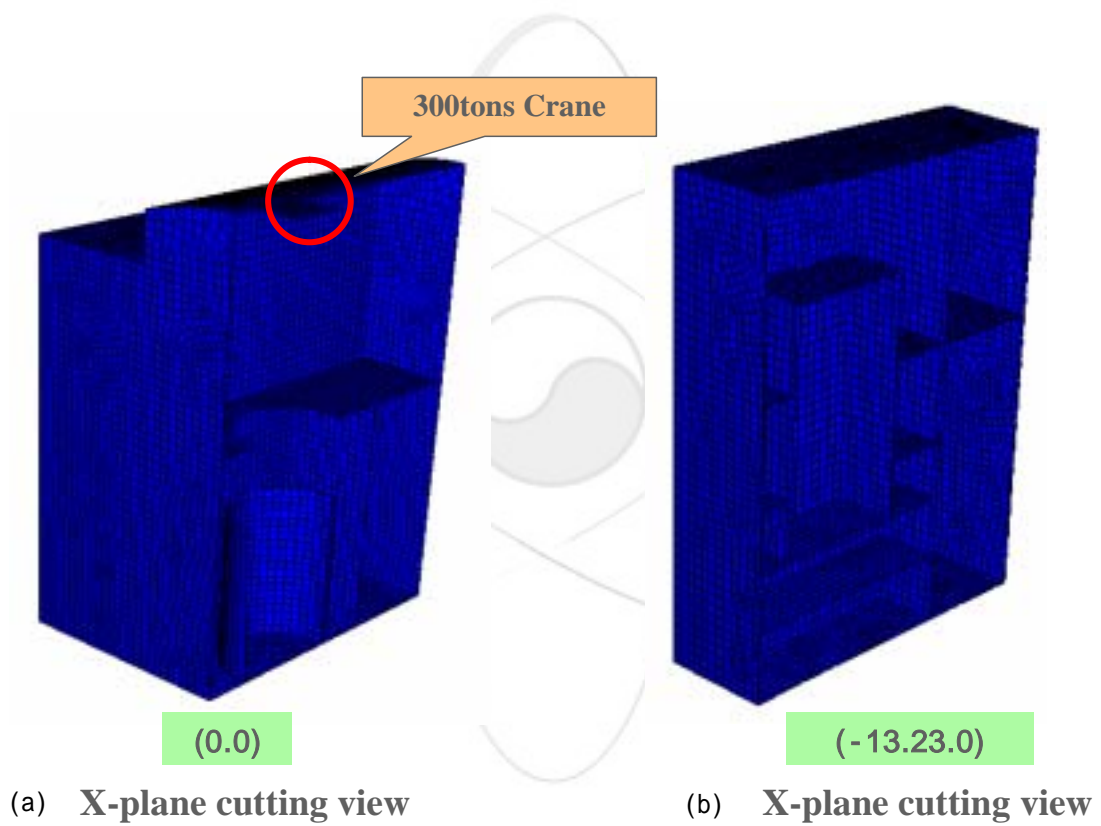 300tons Crane
(0.0)
(-13.23.0)
(a) X-plane cutting view
(b) X-plane cutting view